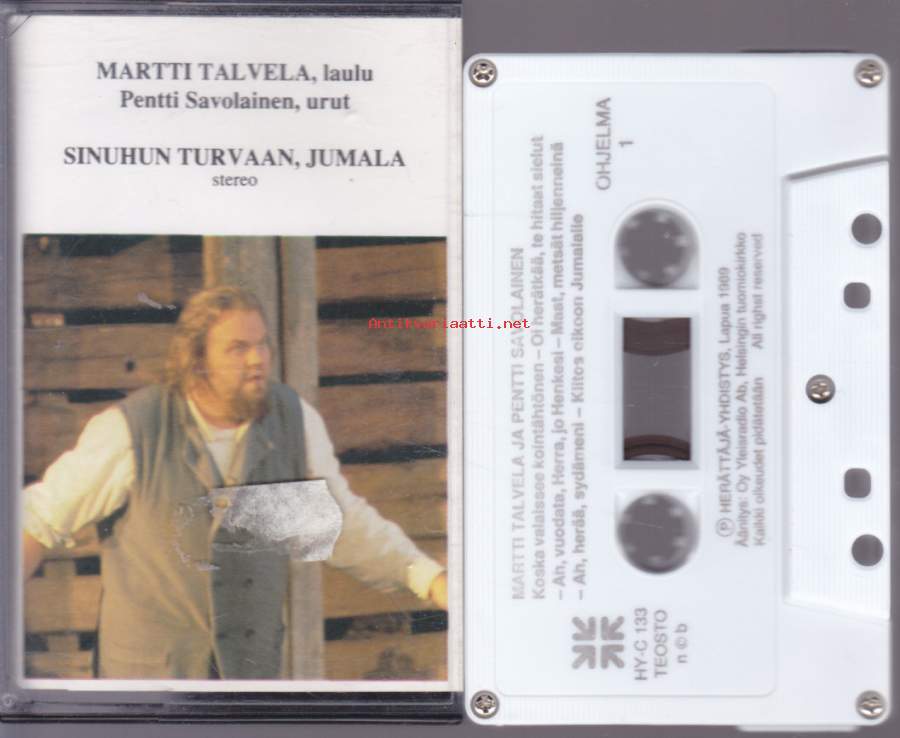 MARTTI TALVELA, laulu
Pentti Savolainen, urut
SINUHUN TURVAAN, JUMALA
stereo
Antikvariaatti.net
OHJELMA
1
MARTTI TALVELA JA PENTTI SAVOLAINEN
Koska valaissee kointähtönen – Oi herätkää, te hitaat sielut
– Ah, vuodata, Herra, jo Henkesi – Maat, metsät hiljenneinä
– Ah, herää, sydämeni – Kiitos olkoon Jumalalle
HY-C 133
TEOSTO
n©b
Ⓟ HERÄTTÄJÄ-YHDISTYS, Lapua 1989
Äänitys: Oy Yleisradio Ab, Helsingin tuomiokirkko
Kaikki oikeudet pidätetään All righst reserved